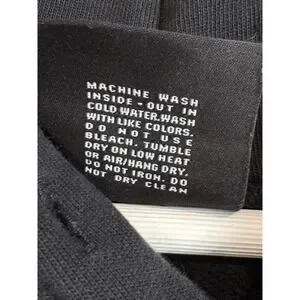 MACHINE WASH
INSIDE - OUT IN
COLD WATER.WASH
WITH LIKE COLORS.
DO NOT USE
BLEACH. TUMBLE
DRY ON LOW HEAT
OR AIR/HANG DRY.
DO NOT IRON. DO
NOT DRY CLEAN